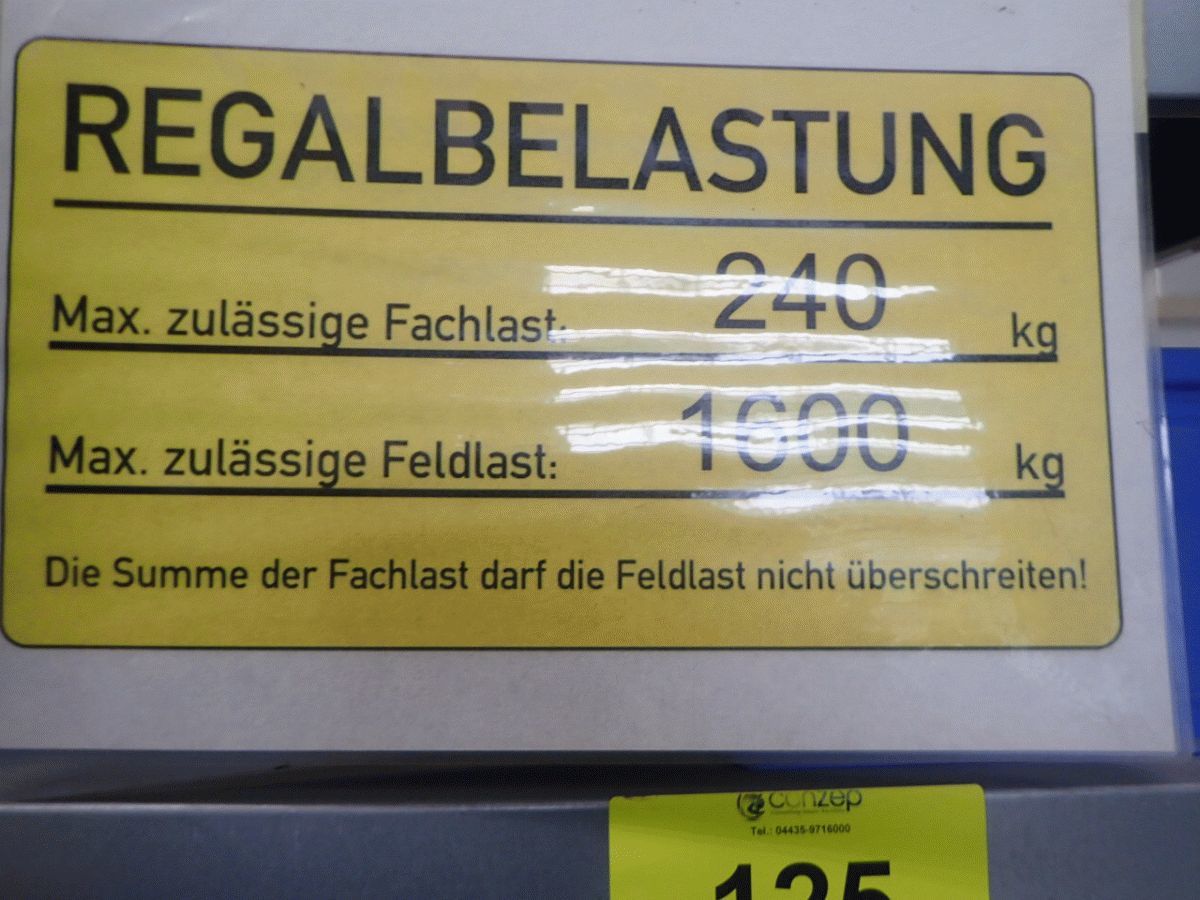 REGALBELASTUNG
Max. zulässige Fachlast: 240 kg
Max. zulässige Feldlast: 1600 kg
Die Summe der Fachlast darf die Feldlast nicht überschreiten!
conzep
Tel.: 04435-9716000
125